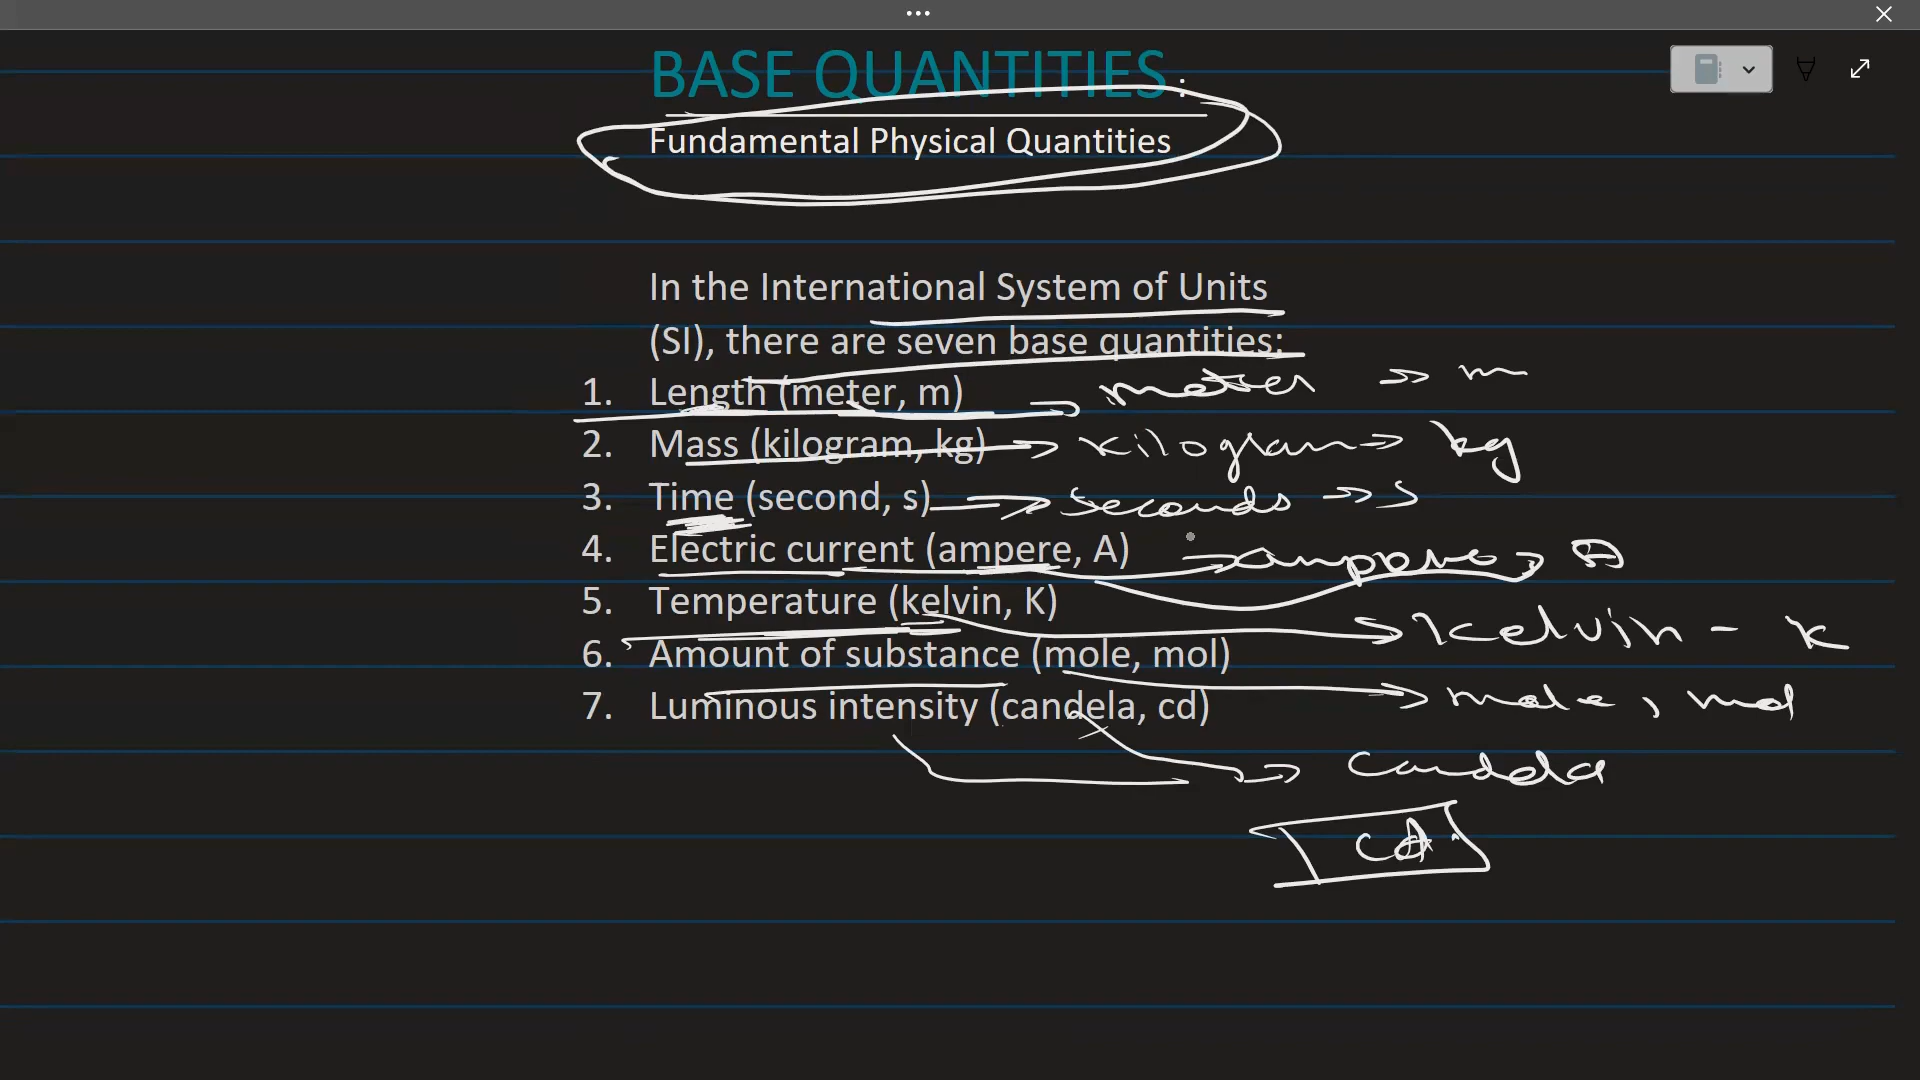 BASE QUANTITIES :
Fundamental Physical Quantities
In the International System of Units
(SI), there are seven base quantities:
1. Length (meter, m) → meter → m
2. Mass (kilogram, kg) → kilogram → kg
3. Time (second, s) → seconds → s
4. Electric current (ampere, A) → ampere → A
5. Temperature (kelvin, K) → kelvin - K
6. Amount of substance (mole, mol) → mole, mol
7. Luminous intensity (candela, cd)
→ candela
cd